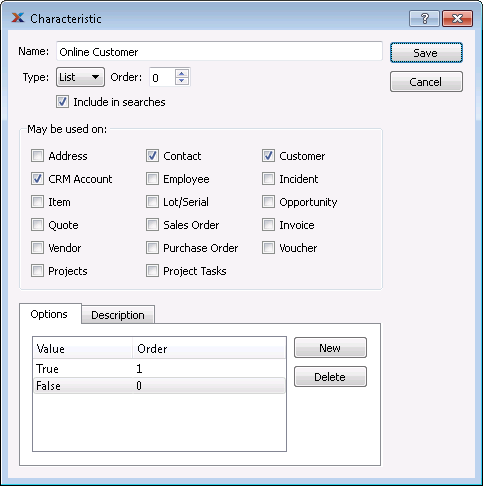 Characteristic
Name: Online Customer Save
Type: List Order: 0 Cancel
Include in searches
May be used on:
Address Contact Customer
CRM Account Employee Incident
Item Lot/Serial Opportunity
Quote Sales Order Invoice
Vendor Purchase Order Voucher
Projects Project Tasks
Options Description
Value Order New
True 1
False 0 Delete